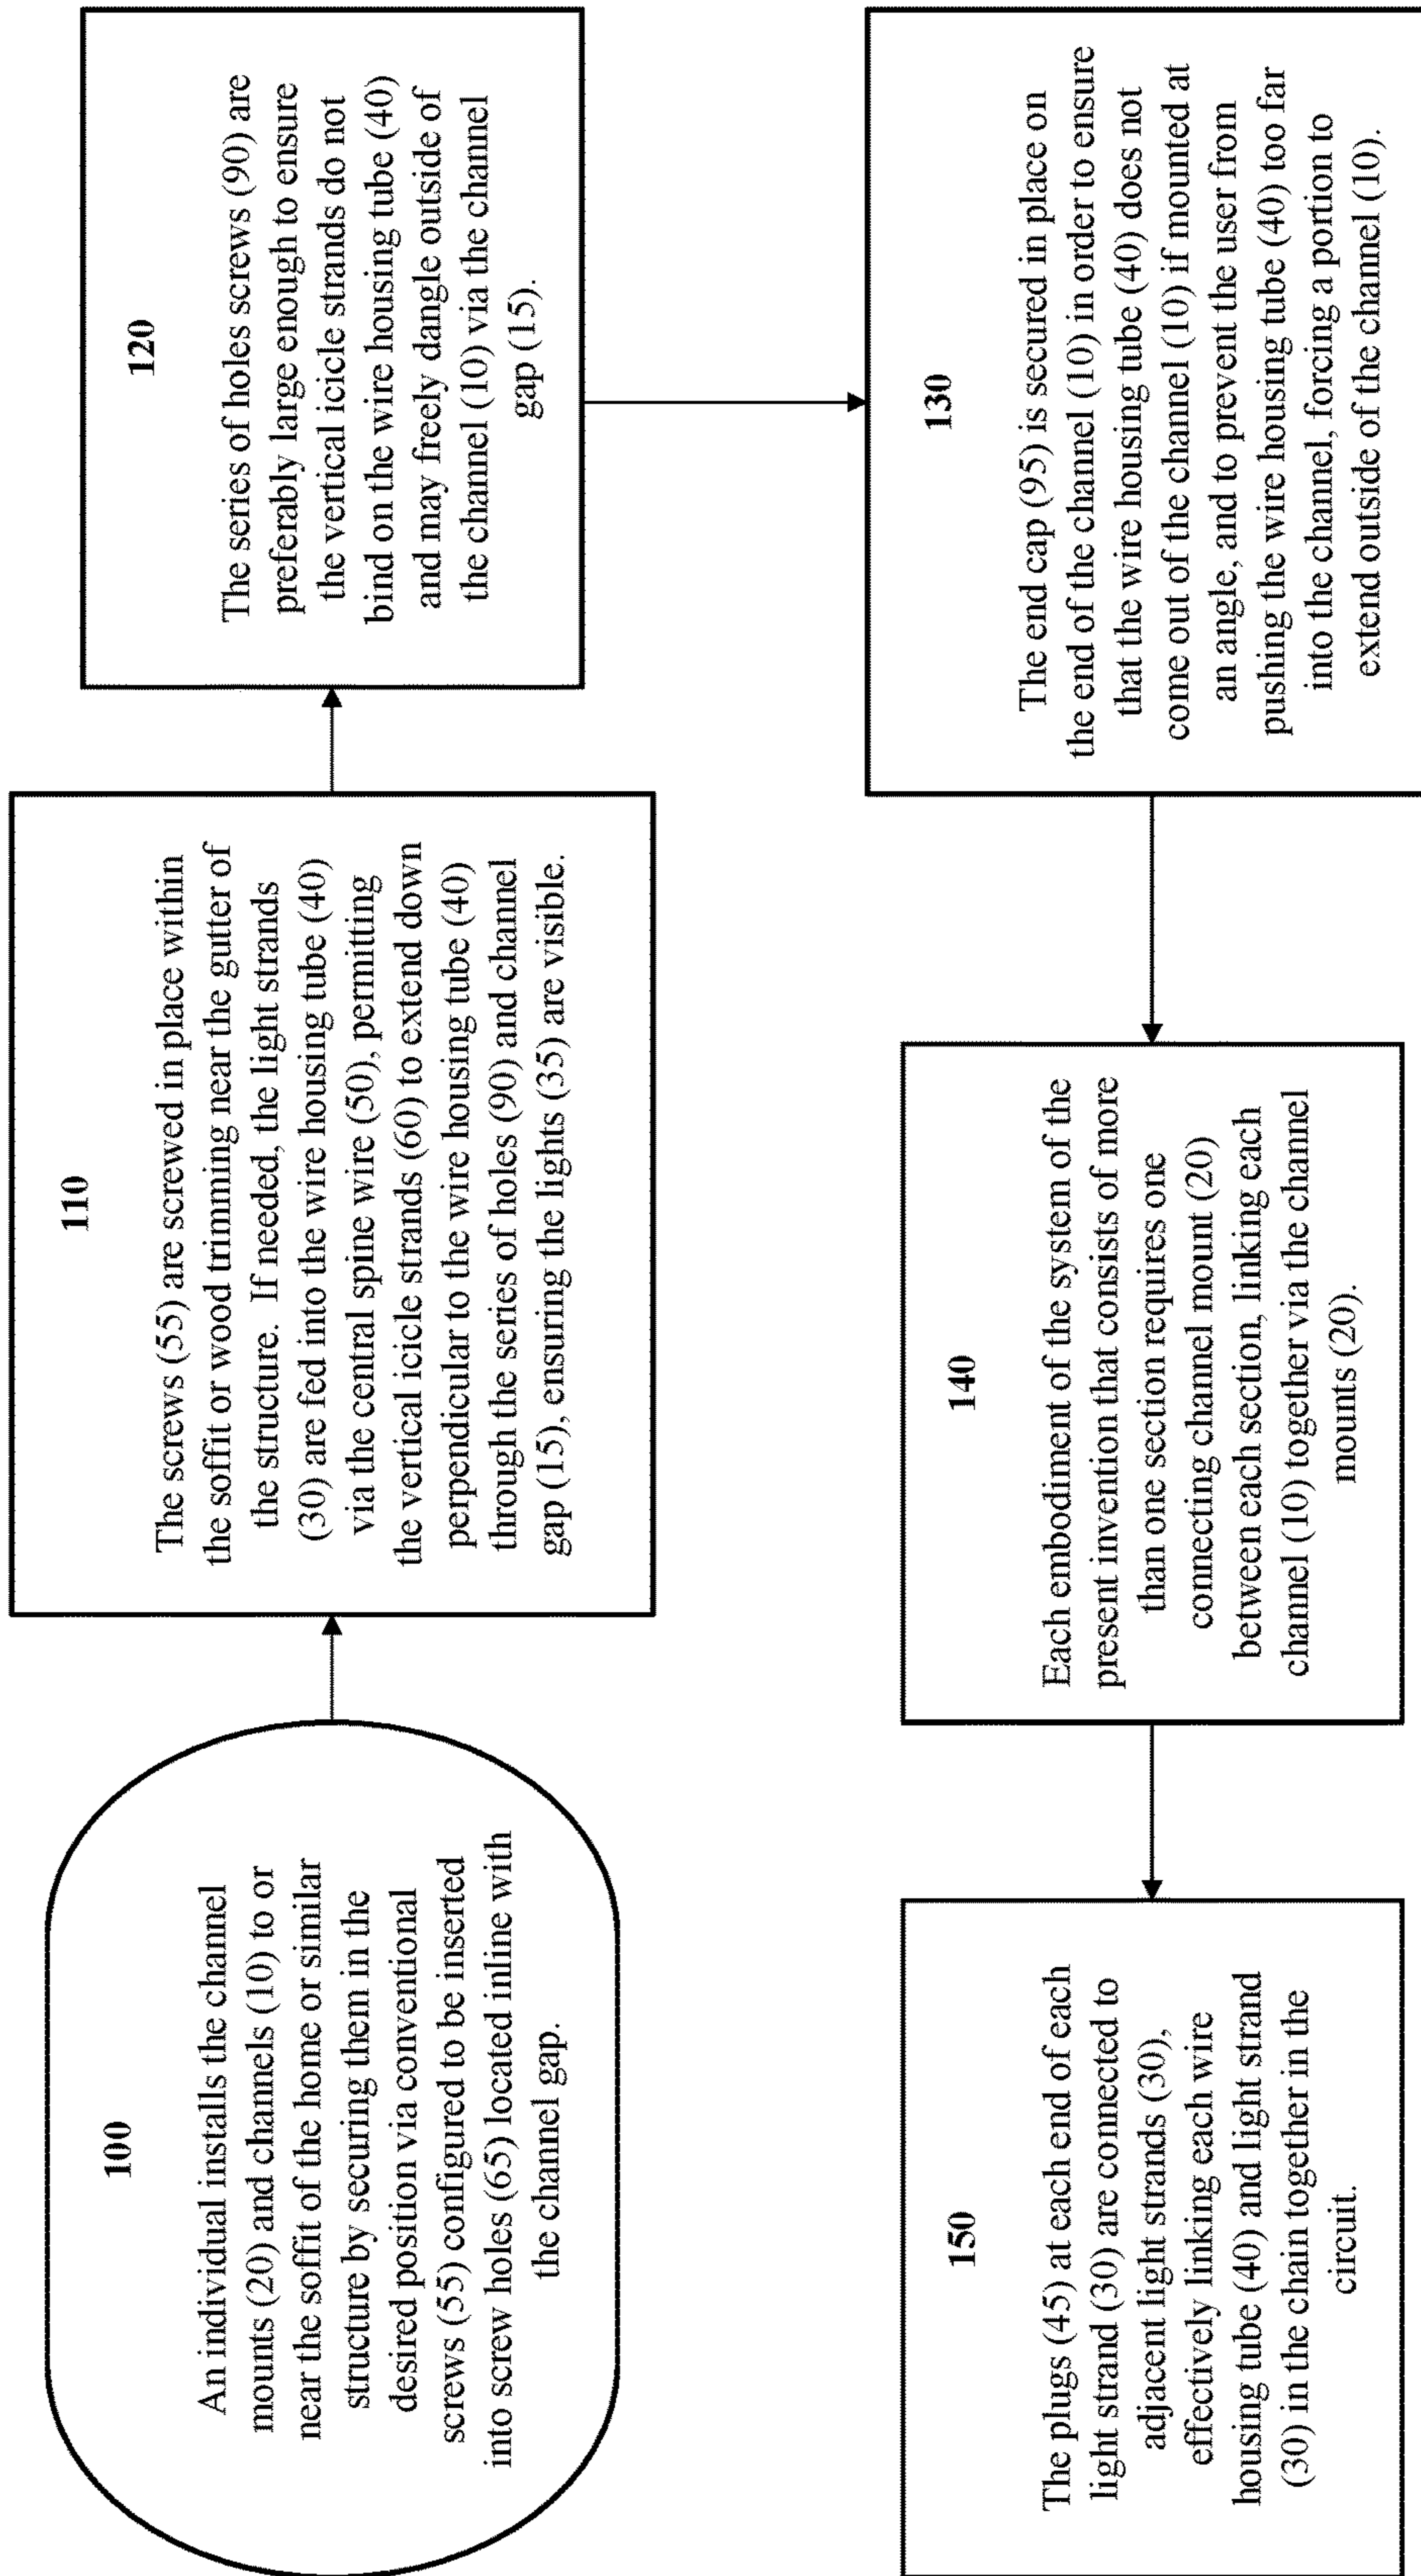 100
An individual installs the channel
mounts (20) and channels (10) to or
near the soffit of the home or similar
structure by securing them in the
desired position via conventional
screws (55) configured to be inserted
into screw holes (65) located inline with
the channel gap.
110
The screws (55) are screwed in place within
the soffit or wood trimming near the gutter of
the structure. If needed, the light strands
(30) are fed into the wire housing tube (40)
via the central spine wire (50), permitting
the vertical icicle strands (60) to extend down
perpendicular to the wire housing tube (40)
through the series of holes (90) and channel
gap (15), ensuring the lights (35) are visible.
120
The series of holes screws (90) are
preferably large enough to ensure
the vertical icicle strands do not
bind on the wire housing tube (40)
and may freely dangle outside of
the channel (10) via the channel
gap (15).
130
The end cap (95) is secured in place on
the end of the channel (10) in order to ensure
that the wire housing tube (40) does not
come out of the channel (10) if mounted at
an angle, and to prevent the user from
pushing the wire housing tube (40) too far
into the channel, forcing a portion to
extend outside of the channel (10).
140
Each embodiment of the system of the
present invention that consists of more
than one section requires one
connecting channel mount (20)
between each section, linking each
channel (10) together via the channel
mounts (20).
150
The plugs (45) at each end of each
light strand (30) are connected to
adjacent light strands (30),
effectively linking each wire
housing tube (40) and light strand
(30) in the chain together in the
circuit.